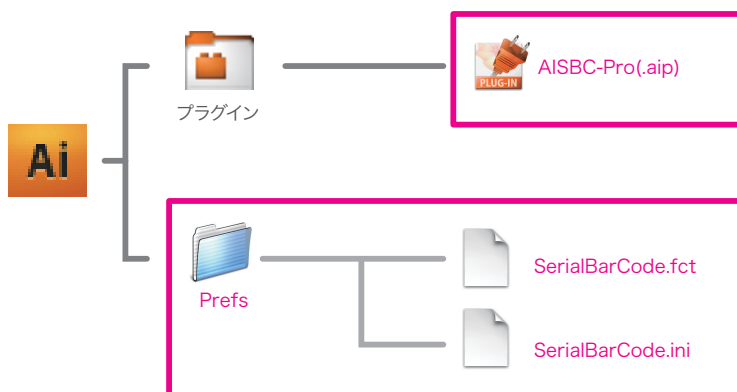 AISBC-Pro(.aip)
PLUG-IN
プラグイン
Ai
SerialBarCode.fct
Prefs
SerialBarCode.ini